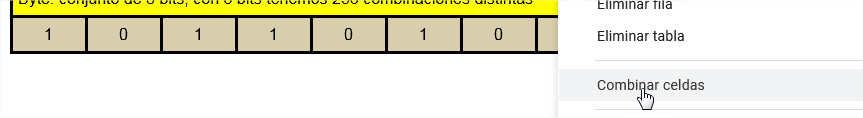 Byte: conjunto de 8 bits, con 8 bits tenemos 256 combinaciones distintas
1 0 1 1 0 1 0
Eliminar fila
Eliminar tabla
Combinar celdas